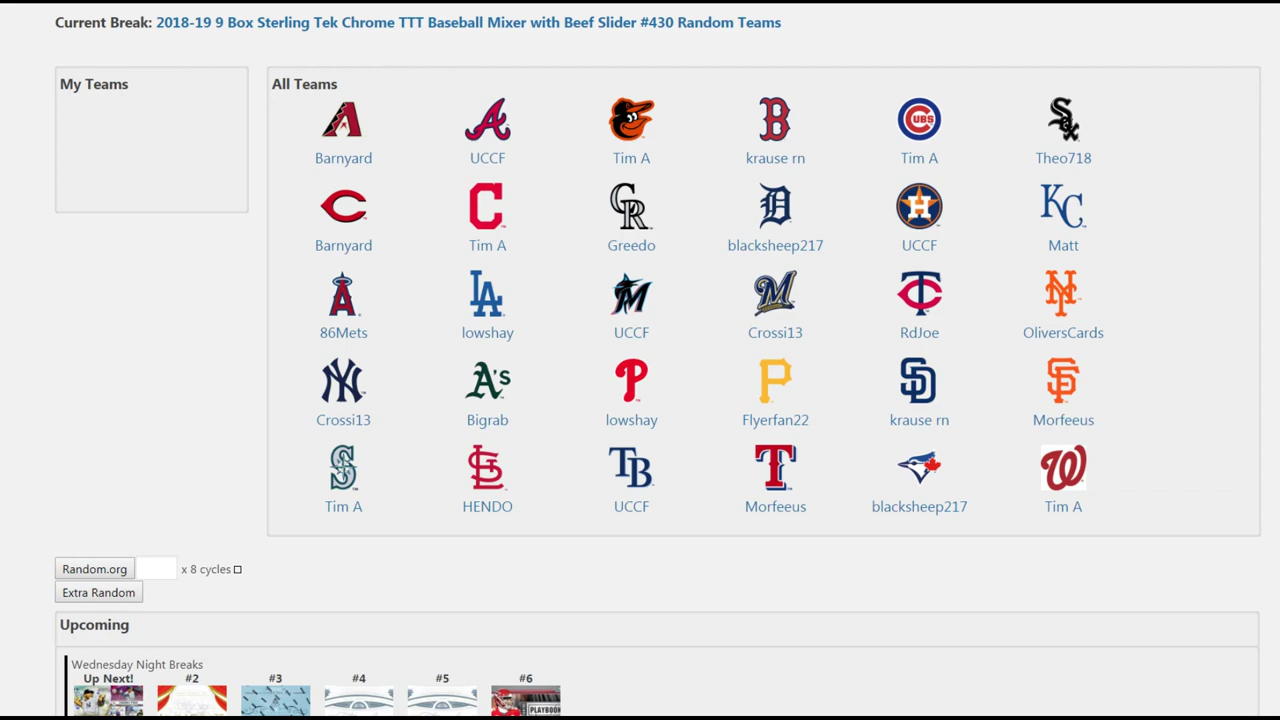 Current Break: 2018-19 9 Box Sterling Tek Chrome TTT Baseball Mixer with Beef Slider #430 Random Teams
My Teams
All Teams
CUBS
Barnyard UCCF Tim A krause rn Tim A Theo718
Barnyard Tim A Greedo blacksheep217 UCCF Matt
86Mets lowshay UCCF Crossi13 RdJoe OliversCards
Crossi13 Bigrab lowshay Flyerfan22 krause rn Morfeeus
Tim A HENDO UCCF Morfeeus blacksheep217 Tim A
Random.org x 8 cycles
Extra Random
Upcoming
Wednesday Night Breaks
Up Next! #2 #3 #4 #5 #6
PLAYBOOK